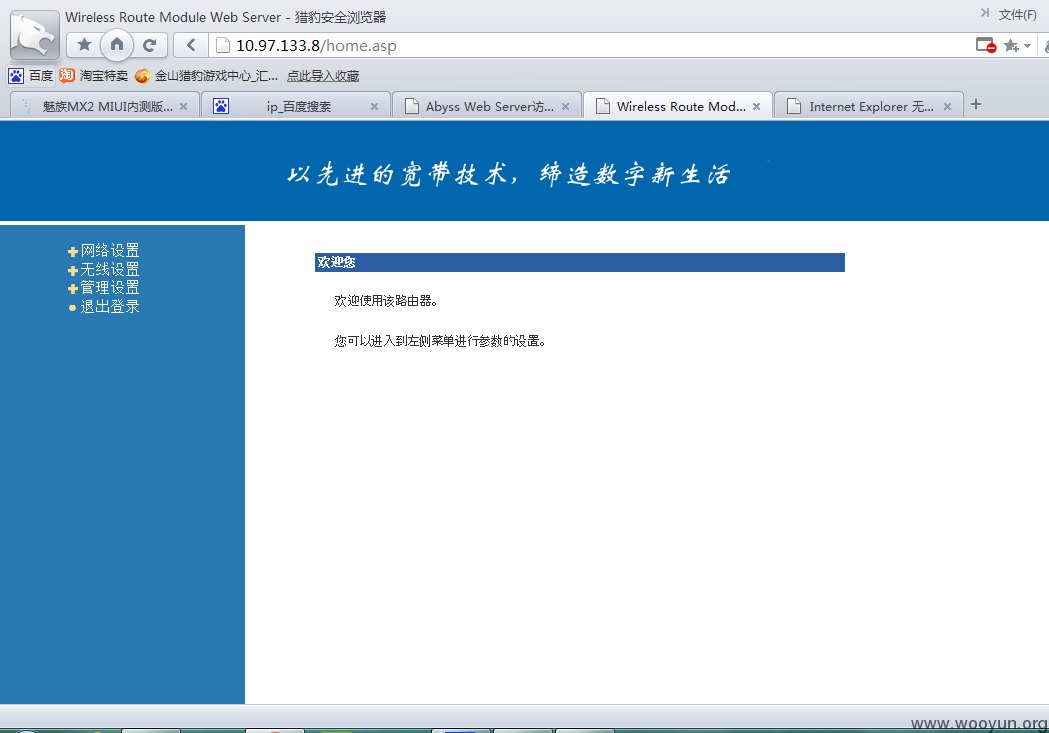 Wireless Route Module Web Server - 猎豹安全浏览器
文件(F)
10.97.133.8/home.asp
百度 淘宝特卖 金山猎豹游戏中心_汇... 点此导入收藏
魅族MX2 MIUI内测版... ip_百度搜索 Abyss Web Server访... Wireless Route Mod... Internet Explorer 无...
以先进的宽带技术，缔造数字新生活
网络设置
无线设置
管理设置
退出登录
欢迎您
欢迎使用该路由器。
您可以进入到左侧菜单进行参数的设置。
www.wooyun.org